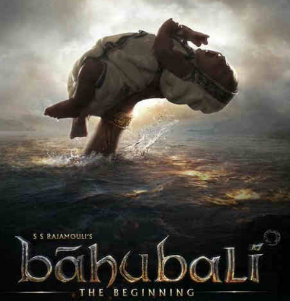 S S RAJAMOULI'S
bāhubali
THE BEGINNING